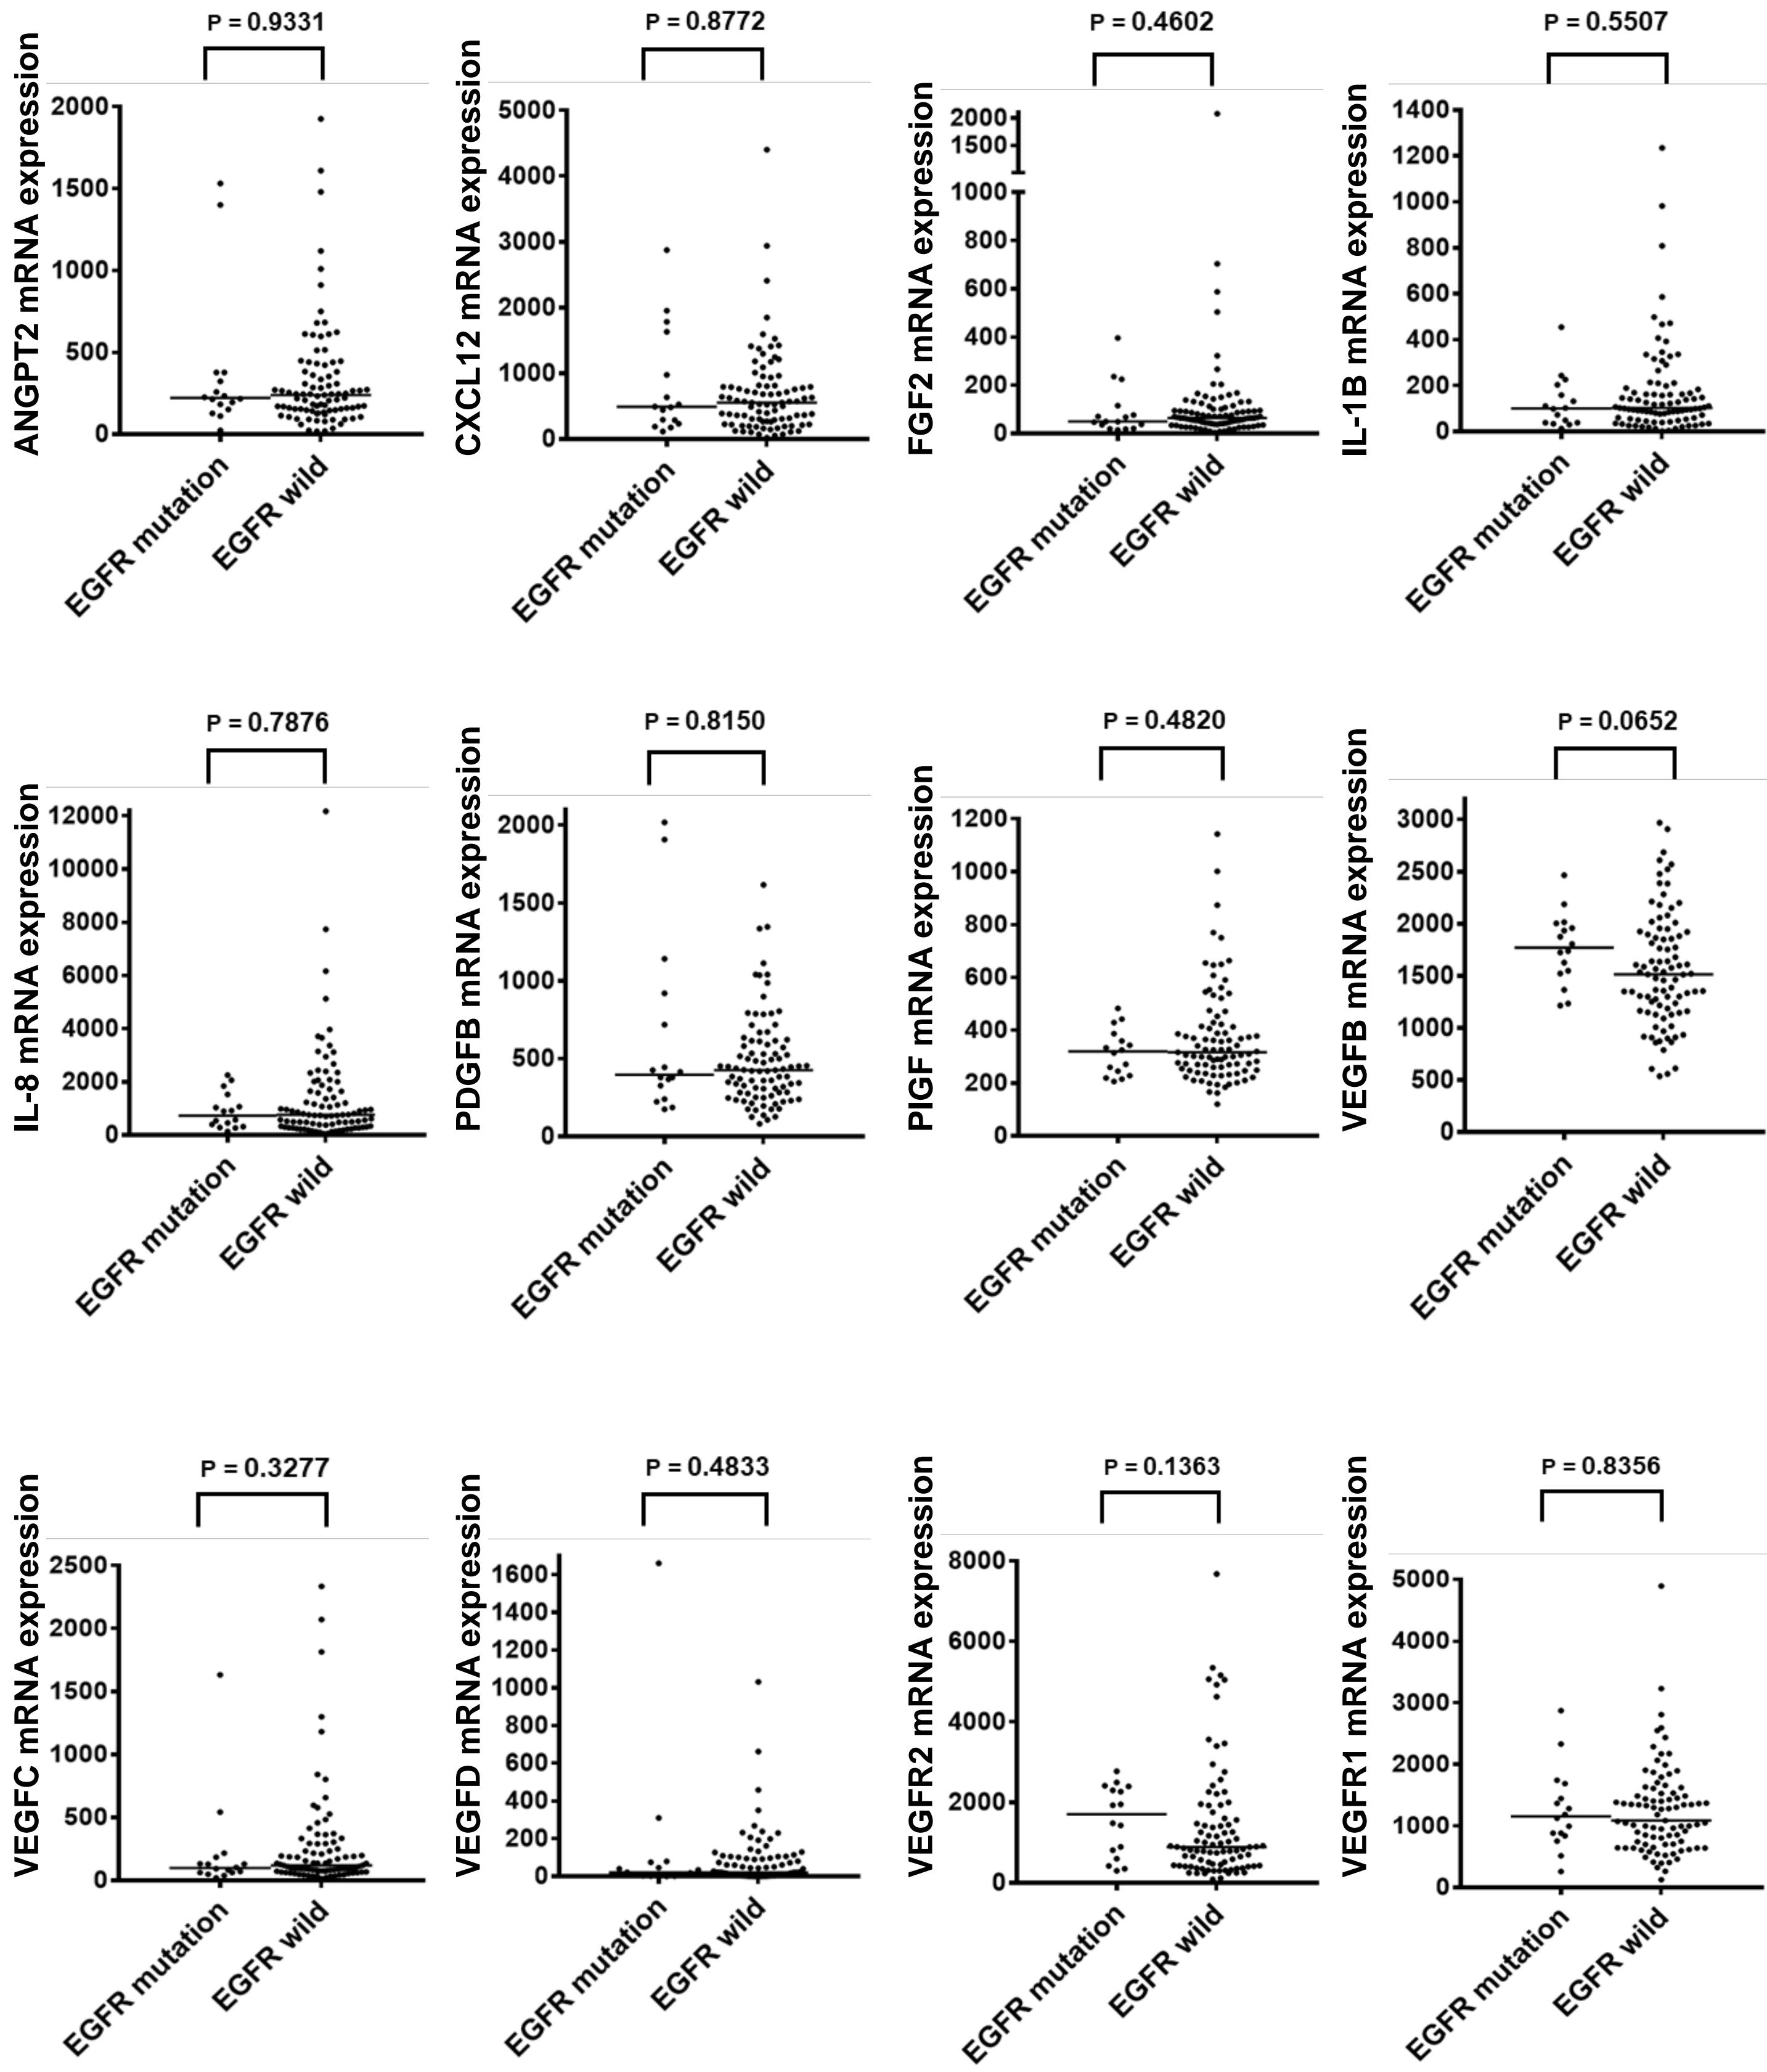 P = 0.9331
ANGPT2 mRNA expression
2000
1500
1000
500
0
EGFR mutation
EGFR wild
P = 0.8772
CXCL12 mRNA expression
5000
4000
3000
2000
1000
0
EGFR mutation
EGFR wild
P = 0.4602
FGF2 mRNA expression
2000
1500
1000
800
600
400
200
0
EGFR mutation
EGFR wild
P = 0.5507
IL-1B mRNA expression
1400
1200
1000
800
600
400
200
0
EGFR mutation
EGFR wild
P = 0.7876
IL-8 mRNA expression
12000
10000
8000
6000
4000
2000
0
EGFR mutation
EGFR wild
P = 0.8150
PDGFB mRNA expression
2000
1500
1000
500
0
EGFR mutation
EGFR wild
P = 0.4820
PIGF mRNA expression
1200
1000
800
600
400
200
0
EGFR mutation
EGFR wild
P = 0.0652
VEGFB mRNA expression
3000
2500
2000
1500
1000
500
0
EGFR mutation
EGFR wild
P = 0.3277
VEGFC mRNA expression
2500
2000
1500
1000
500
0
EGFR mutation
EGFR wild
P = 0.4833
VEGFD mRNA expression
1600
1400
1200
1000
800
600
400
200
0
EGFR mutation
EGFR wild
P = 0.1363
VEGFR2 mRNA expression
8000
6000
4000
2000
0
EGFR mutation
EGFR wild
P = 0.8356
VEGFR1 mRNA expression
5000
4000
3000
2000
1000
0
EGFR mutation
EGFR wild